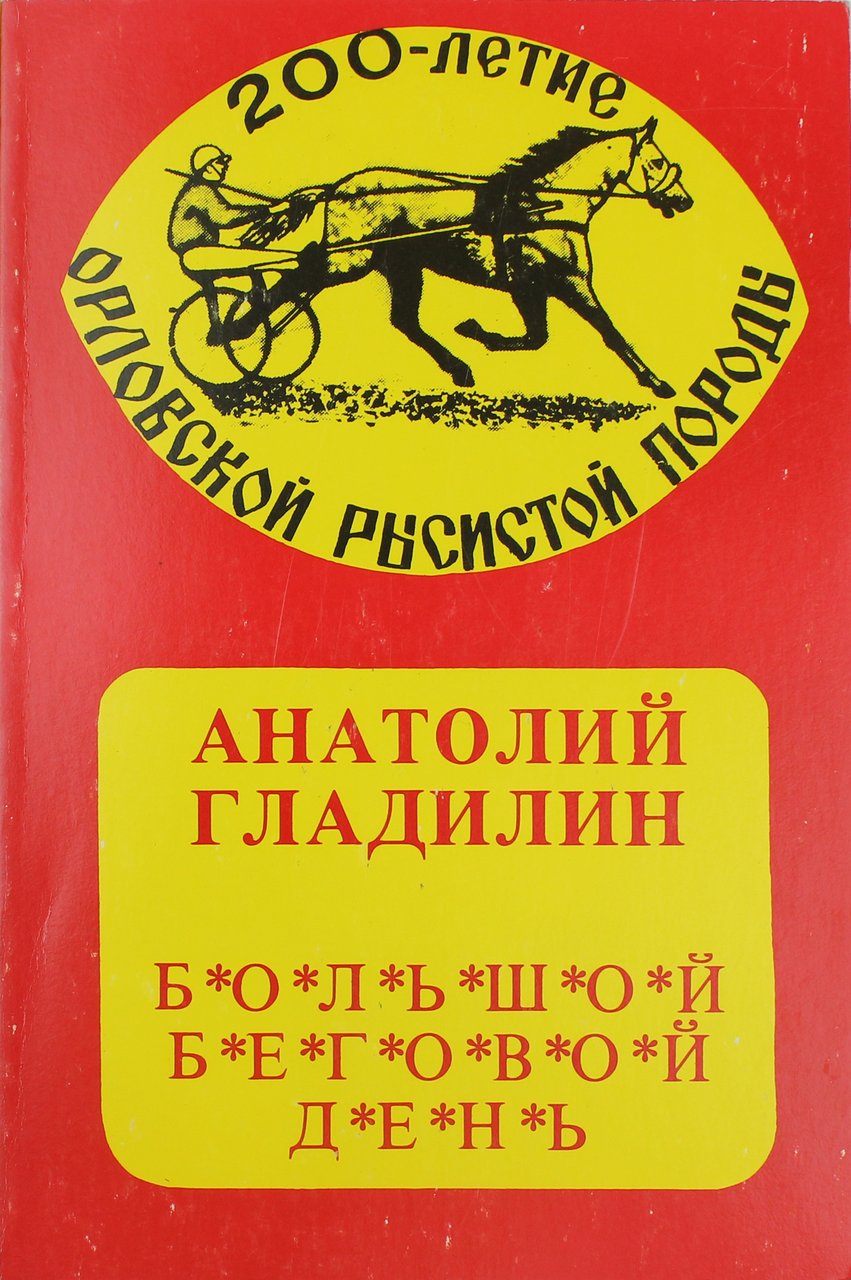 200-летие
ОРЛОВСКОЙ РЫСИСТОЙ ПОРОДЫ
АНАТОЛИЙ
ГЛАДИЛИН
Б*О*Л*Ь*Ш*О*Й
Б*Е*Г*О*В*О*Й
Д*Е*Н*Ь